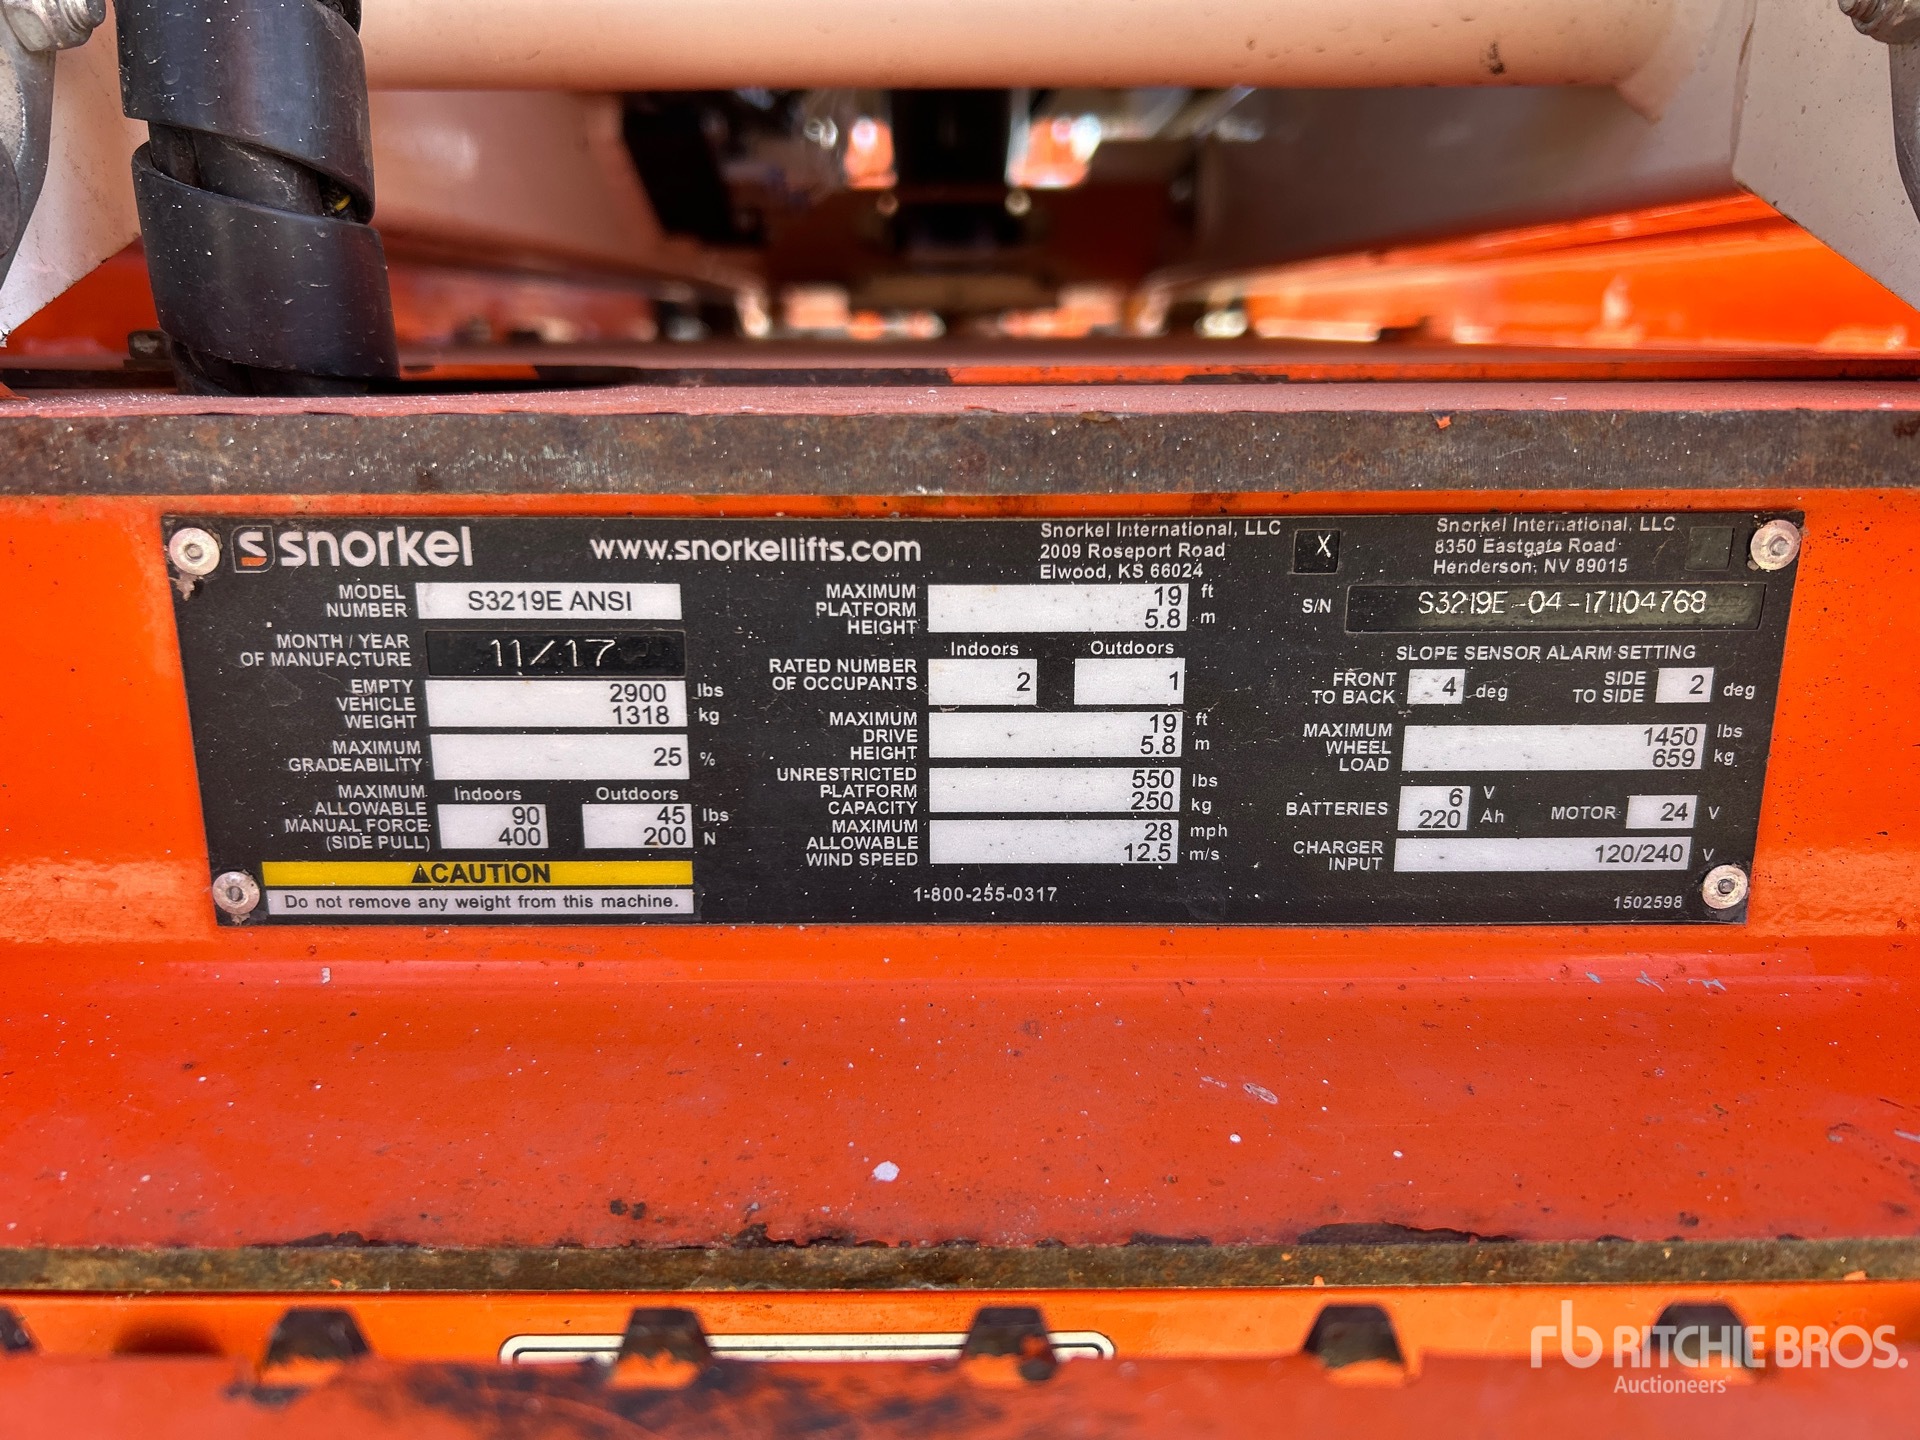 snorkel
www.snorkellifts.com
Snorkel International, LLC
2009 Roseport Road
Elwood, KS 66024
X
Snorkel International, LLC
8350 Eastgate Road
Henderson, NV 89015
MODEL NUMBER S3219E ANSI
MONTH / YEAR OF MANUFACTURE 11/17
EMPTY VEHICLE WEIGHT 2900 lbs
1318 kg
MAXIMUM GRADEABILITY 25 %
MAXIMUM ALLOWABLE MANUAL FORCE (SIDE PULL)
Indoors Outdoors
90 45 lbs
400 200 N
CAUTION
Do not remove any weight from this machine.
MAXIMUM PLATFORM HEIGHT 19 ft
5.8 m
Indoors Outdoors
RATED NUMBER OF OCCUPANTS 2 1
MAXIMUM DRIVE HEIGHT 19 ft
5.8 m
UNRESTRICTED PLATFORM CAPACITY 550 lbs
250 kg
MAXIMUM ALLOWABLE WIND SPEED 28 mph
12.5 m/s
1-800-255-0317
S/N S3219E-04-171104768
SLOPE SENSOR ALARM SETTING
FRONT TO BACK 4 deg SIDE TO SIDE 2 deg
MAXIMUM WHEEL LOAD 1450 lbs
659 kg
BATTERIES 6 V
220 Ah
MOTOR 24 V
CHARGER INPUT 120/240 V
1502598
rb RITCHIE BROS.
Auctioneers